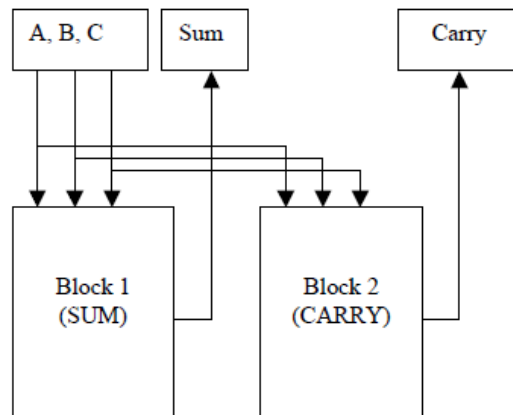 A, B, C
Sum
Carry
Block 1
(SUM)
Block 2
(CARRY)